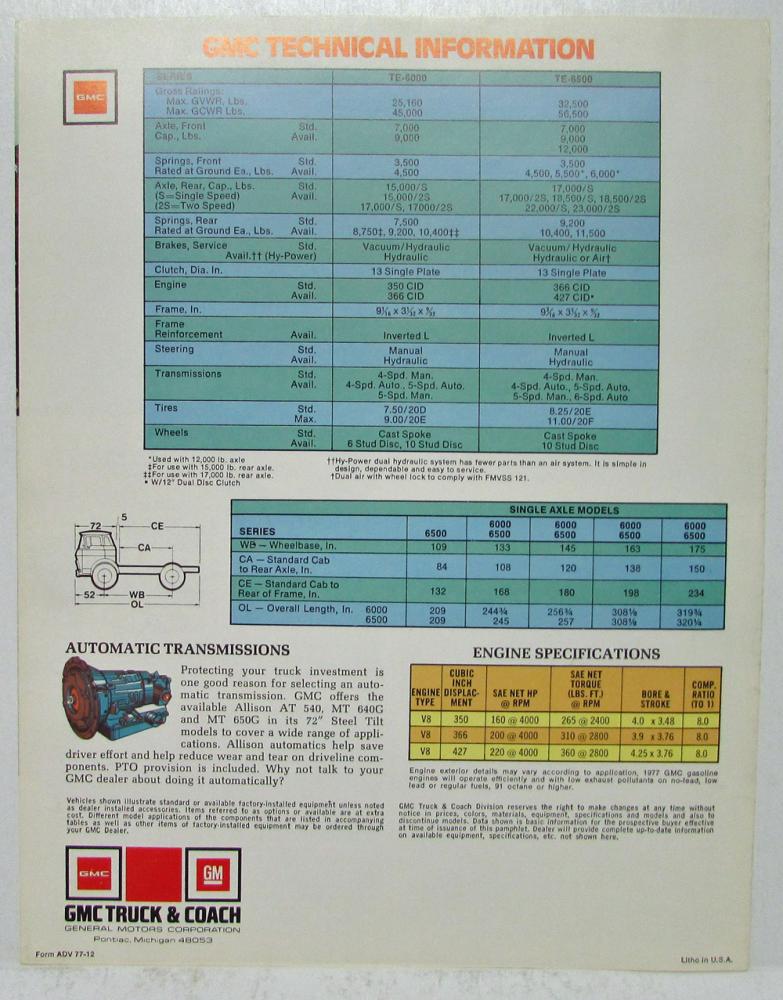 GMC TECHNICAL INFORMATION
GMC
SERIES TE-6000 TE-6500
Gross Ratings:
Max. GVWR, Lbs. 25,160 32,500
Max. GCWR Lbs. 45,000 56,500
Axle, Front Std. 7,000 7,000
Cap., Lbs. Avail. 9,000 9,000
12,000
Springs, Front Std. 3,500 3,500
Rated at Ground Ea., Lbs. Avail. 4,500 4,500, 5,500*, 6,000*
Axle, Rear, Cap., Lbs. Std. 15,000/S 17,000/S
(S=Single Speed) Avail. 15,000/2S 17,000/2S, 18,500/S, 18,500/2S
(2S=Two Speed) 17,000/S, 17000/2S 22,000/S, 23,000/2S
Springs, Rear Std. 7,500 9,200
Rated at Ground Ea., Lbs. Avail. 8,750‡, 9,200, 10,400‡‡ 10,400, 11,500
Brakes, Service Std. Vacuum/Hydraulic Vacuum/Hydraulic
Avail.†† (Hy-Power) Hydraulic Hydraulic or Air†
Clutch, Dia. In. 13 Single Plate 13 Single Plate
Engine Std. 350 CID 366 CID
Avail. 366 CID 427 CID•
Frame, In.
Frame
Reinforcement Avail. Inverted L Inverted L
Steering Std. Manual Manual
Avail. Hydraulic Hydraulic
Transmissions Std. 4-Spd. Man. 4-Spd. Man.
Avail. 4-Spd. Auto., 5-Spd. Auto. 4-Spd. Auto., 5-Spd. Auto.
5-Spd. Man. 5-Spd. Man., 6-Spd. Auto
Tires Std. 7.50/20D 8.25/20E
Max. 9.00/20E 11.00/20F
Wheels Std. Cast Spoke Cast Spoke
Avail. 6 Stud Disc, 10 Stud Disc 10 Stud Disc
*Used with 12,000 lb. axle
‡For use with 15,000 lb. rear axle.
‡‡For use with 17,000 lb. rear axle.
• W/12" Dual Disc Clutch
††Hy-Power dual hydraulic system has fewer parts than an air system. It is simple in
design, dependable and easy to service.
†Dual air with wheel lock to comply with FMVSS 121.
72 5 CE
CA
52 WB
OL
SINGLE AXLE MODELS
SERIES 6500 6000 6500 6000 6500 6000 6500 6000 6500
WB — Wheelbase, In. 109 133 145 163 175
CA — Standard Cab
to Rear Axle, In. 84 108 120 138 150
CE — Standard Cab to
Rear of Frame, In. 132 168 180 198 234
OL — Overall Length, In. 6000 209 244¾ 256¾ 308⅛ 319¾
6500 209 245 257 308⅛ 320¼
AUTOMATIC TRANSMISSIONS
Protecting your truck investment is
one good reason for selecting an auto-
matic transmission. GMC offers the
available Allison AT 540, MT 640G
and MT 650G in its 72" Steel Tilt
models to cover a wide range of appli-
cations. Allison automatics help save
driver effort and help reduce wear and tear on driveline com-
ponents. PTO provision is included. Why not talk to your
GMC dealer about doing it automatically?
ENGINE SPECIFICATIONS
ENGINE TYPE CUBIC INCH DISPLAC- MENT SAE NET HP @ RPM SAE NET TORQUE (LBS. FT.) @ RPM BORE & STROKE COMP. RATIO (TO 1)
V8 350 160 @ 4000 265 @ 2400 4.0 x 3.48 8.0
V8 366 200 @ 4000 310 @ 2800 3.9 x 3.76 8.0
V8 427 220 @ 4000 360 @ 2800 4.25 x 3.76 8.0
Engine exterior details may vary according to application, 1977 GMC gasoline
engines will operate efficiently and with low exhaust pollutants on no-lead, low
lead or regular fuels, 91 octane or higher.
Vehicles shown illustrate standard or available factory-installed equipment unless noted
as dealer installed accessories. Items referred to as options or available are at extra
cost. Different model applications of the components that are listed in accompanying
tables as well as other items of factory-installed equipment may be ordered through
your GMC Dealer.
GMC Truck & Coach Division reserves the right to make changes at any time without
notice in prices, colors, materials, equipment, specifications and models and also to
discontinue models. Data shown is basic information for the prospective buyer effective
at time of issuance of this pamphlet. Dealer will provide complete up-to-date information
on available equipment, specifications, etc. not shown here.
GMC GM
GMC TRUCK & COACH
GENERAL MOTORS CORPORATION
Pontiac, Michigan 48053
Form ADV 77-12
Litho in U.S.A.